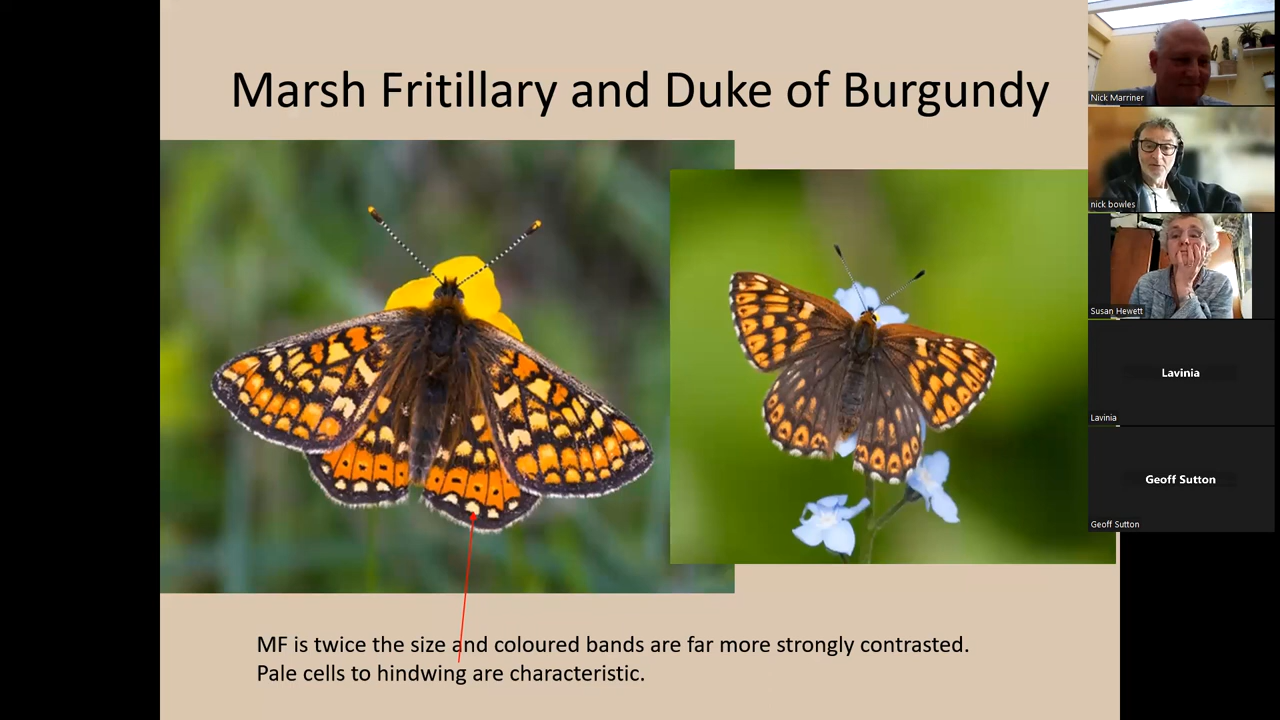 Marsh Fritillary and Duke of Burgundy
MF is twice the size and coloured bands are far more strongly contrasted.
Pale cells to hindwing are characteristic.
Nick Marriner
nick bowles
Susan Hewett
Lavinia
Lavinia
Geoff Sutton
Geoff Sutton